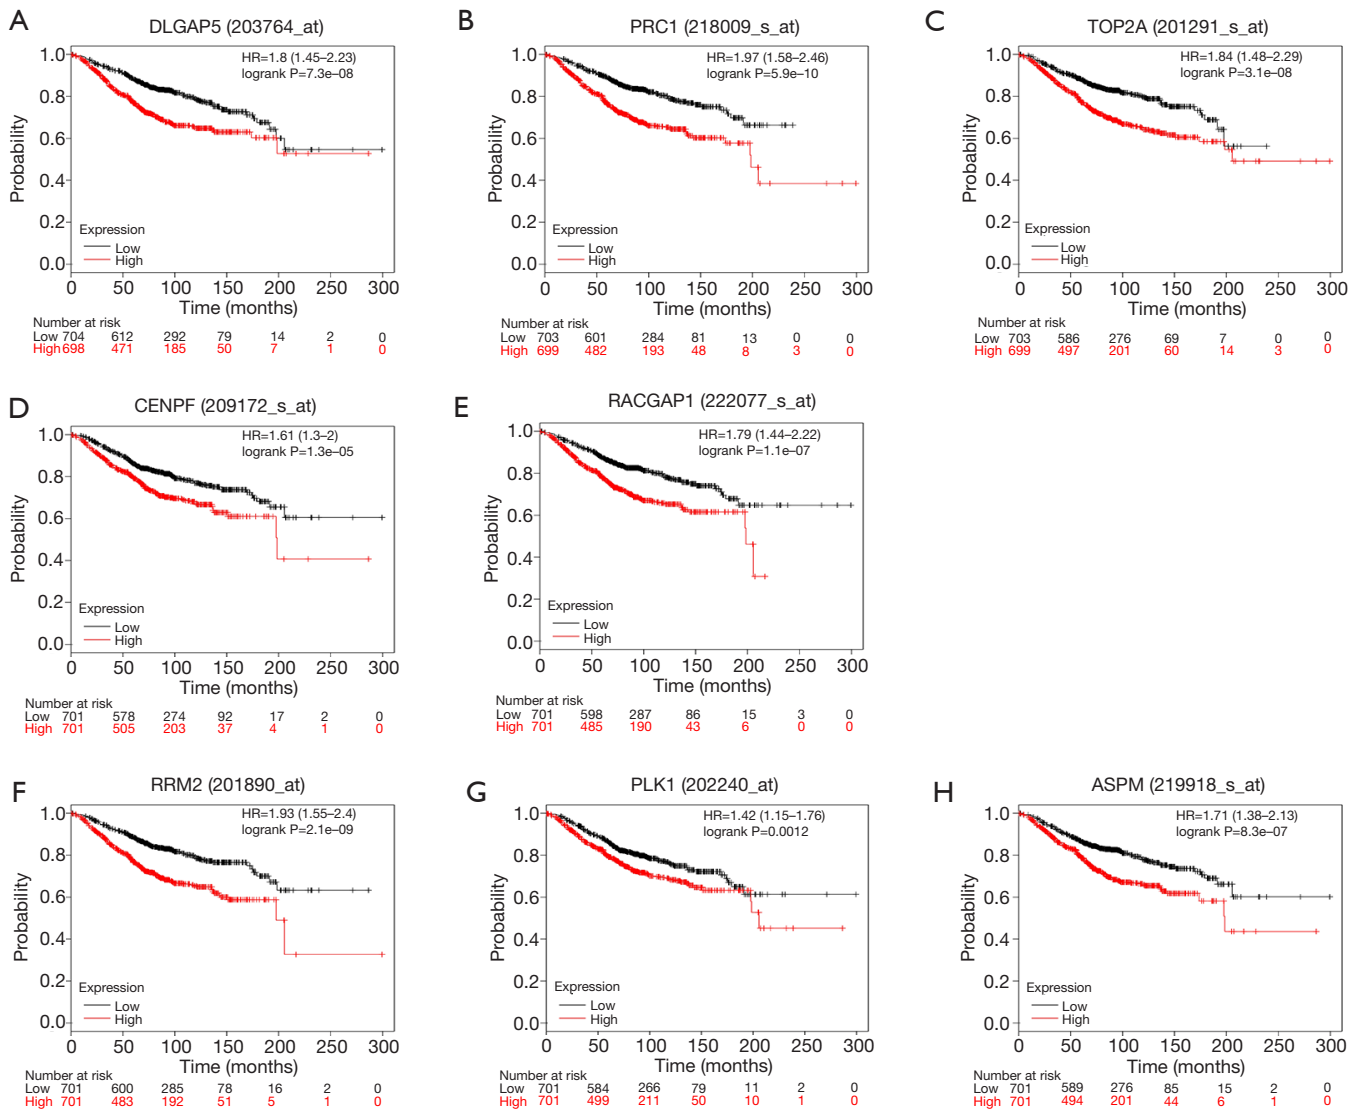 A
DLGAP5 (203764_at)
HR=1.8 (1.45–2.23)
logrank P=7.3e–08
Probability
1.0
0.8
0.6
0.4
0.2
0.0
Expression
Low
High
0 50 100 150 200 250 300
Time (months)
Number at risk
Low 704 612 292 79 14 2 0
High 698 471 185 50 7 1 0
B
PRC1 (218009_s_at)
HR=1.97 (1.58–2.46)
logrank P=5.9e–10
Probability
1.0
0.8
0.6
0.4
0.2
0.0
Expression
Low
High
0 50 100 150 200 250 300
Time (months)
Number at risk
Low 703 601 284 81 13 0 0
High 699 482 193 48 8 3 0
C
TOP2A (201291_s_at)
HR=1.84 (1.48–2.29)
logrank P=3.1e–08
Probability
1.0
0.8
0.6
0.4
0.2
0.0
Expression
Low
High
0 50 100 150 200 250 300
Time (months)
Number at risk
Low 703 586 276 69 7 0 0
High 699 497 201 60 14 3 0
D
CENPF (209172_s_at)
HR=1.61 (1.3–2)
logrank P=1.3e–05
Probability
1.0
0.8
0.6
0.4
0.2
0.0
Expression
Low
High
0 50 100 150 200 250 300
Time (months)
Number at risk
Low 701 578 274 92 17 2 0
High 701 505 203 37 4 1 0
E
RACGAP1 (222077_s_at)
HR=1.79 (1.44–2.22)
logrank P=1.1e–07
Probability
1.0
0.8
0.6
0.4
0.2
0.0
Expression
Low
High
0 50 100 150 200 250 300
Time (months)
Number at risk
Low 701 598 287 86 15 3 0
High 701 485 190 43 6 0 0
F
RRM2 (201890_at)
HR=1.93 (1.55–2.4)
logrank P=2.1e–09
Probability
1.0
0.8
0.6
0.4
0.2
0.0
Expression
Low
High
0 50 100 150 200 250 300
Time (months)
Number at risk
Low 701 600 285 78 16 2 0
High 701 483 192 51 5 1 0
G
PLK1 (202240_at)
HR=1.42 (1.15–1.76)
logrank P=0.0012
Probability
1.0
0.8
0.6
0.4
0.2
0.0
Expression
Low
High
0 50 100 150 200 250 300
Time (months)
Number at risk
Low 701 584 266 79 11 2 0
High 701 499 211 50 10 1 0
H
ASPM (219918_s_at)
HR=1.71 (1.38–2.13)
logrank P=8.3e–07
Probability
1.0
0.8
0.6
0.4
0.2
0.0
Expression
Low
High
0 50 100 150 200 250 300
Time (months)
Number at risk
Low 701 589 276 85 15 2 0
High 701 494 201 44 6 1 0